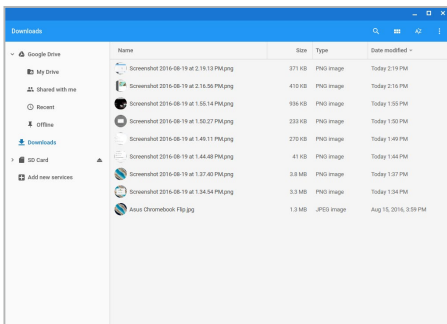 Downloads
AZ
Google Drive
My Drive
Shared with me
Recent
Offline
Downloads
SD Card
Add new services
Name Size Type Date modified
Screenshot 2016-08-19 at 2.19.13 PM.png 371 KB PNG image Today 2:19 PM
Screenshot 2016-08-19 at 2.16.56 PM.png 410 KB PNG image Today 2:16 PM
Screenshot 2016-08-19 at 1.55.14 PM.png 936 KB PNG image Today 1:55 PM
Screenshot 2016-08-19 at 1.50.27 PM.png 233 KB PNG image Today 1:50 PM
Screenshot 2016-08-19 at 1.49.11 PM.png 270 KB PNG image Today 1:49 PM
Screenshot 2016-08-19 at 1.44.48 PM.png 41 KB PNG image Today 1:44 PM
Screenshot 2016-08-19 at 1.37.40 PM.png 3.8 MB PNG image Today 1:37 PM
Screenshot 2016-08-19 at 1.34.54 PM.png 3.3 MB PNG image Today 1:34 PM
Asus Chromebook Flip.jpg 1.3 MB JPEG image Aug 15, 2016, 3:59 PM